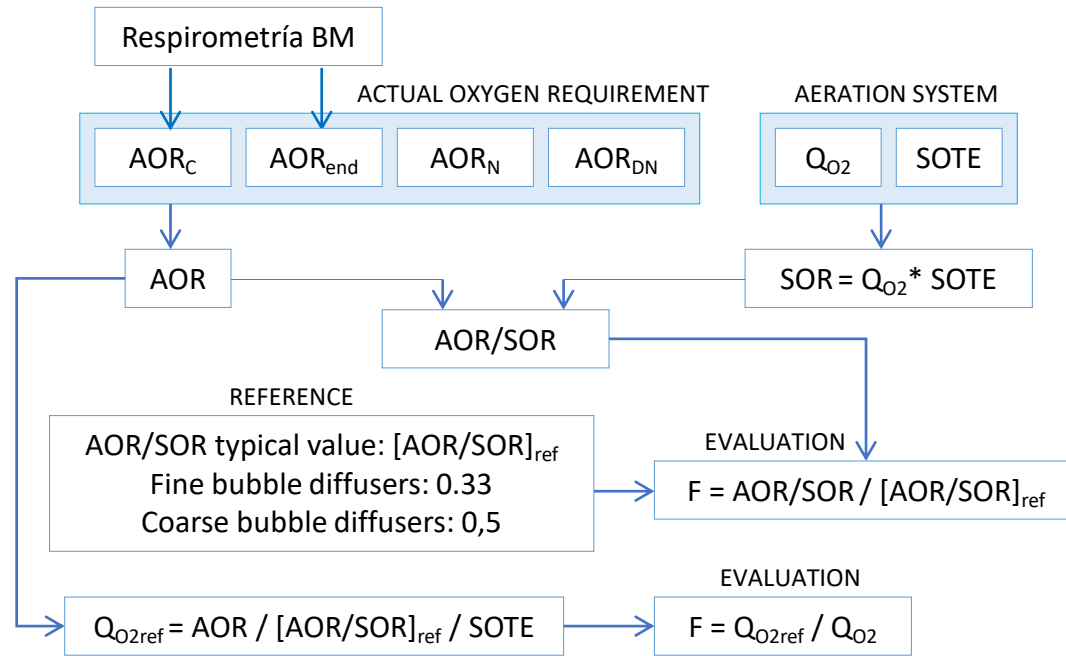 Respirometría BM
ACTUAL OXYGEN REQUIREMENT
AERATION SYSTEM
AOR_C
AOR_end
AOR_N
AOR_DN
Q_O2
SOTE
AOR
SOR = Q_O2* SOTE
AOR/SOR
REFERENCE
AOR/SOR typical value: [AOR/SOR]_ref
Fine bubble diffusers: 0.33
Coarse bubble diffusers: 0,5
EVALUATION
F = AOR/SOR / [AOR/SOR]_ref
EVALUATION
Q_O2ref = AOR / [AOR/SOR]_ref / SOTE
F = Q_O2ref / Q_O2